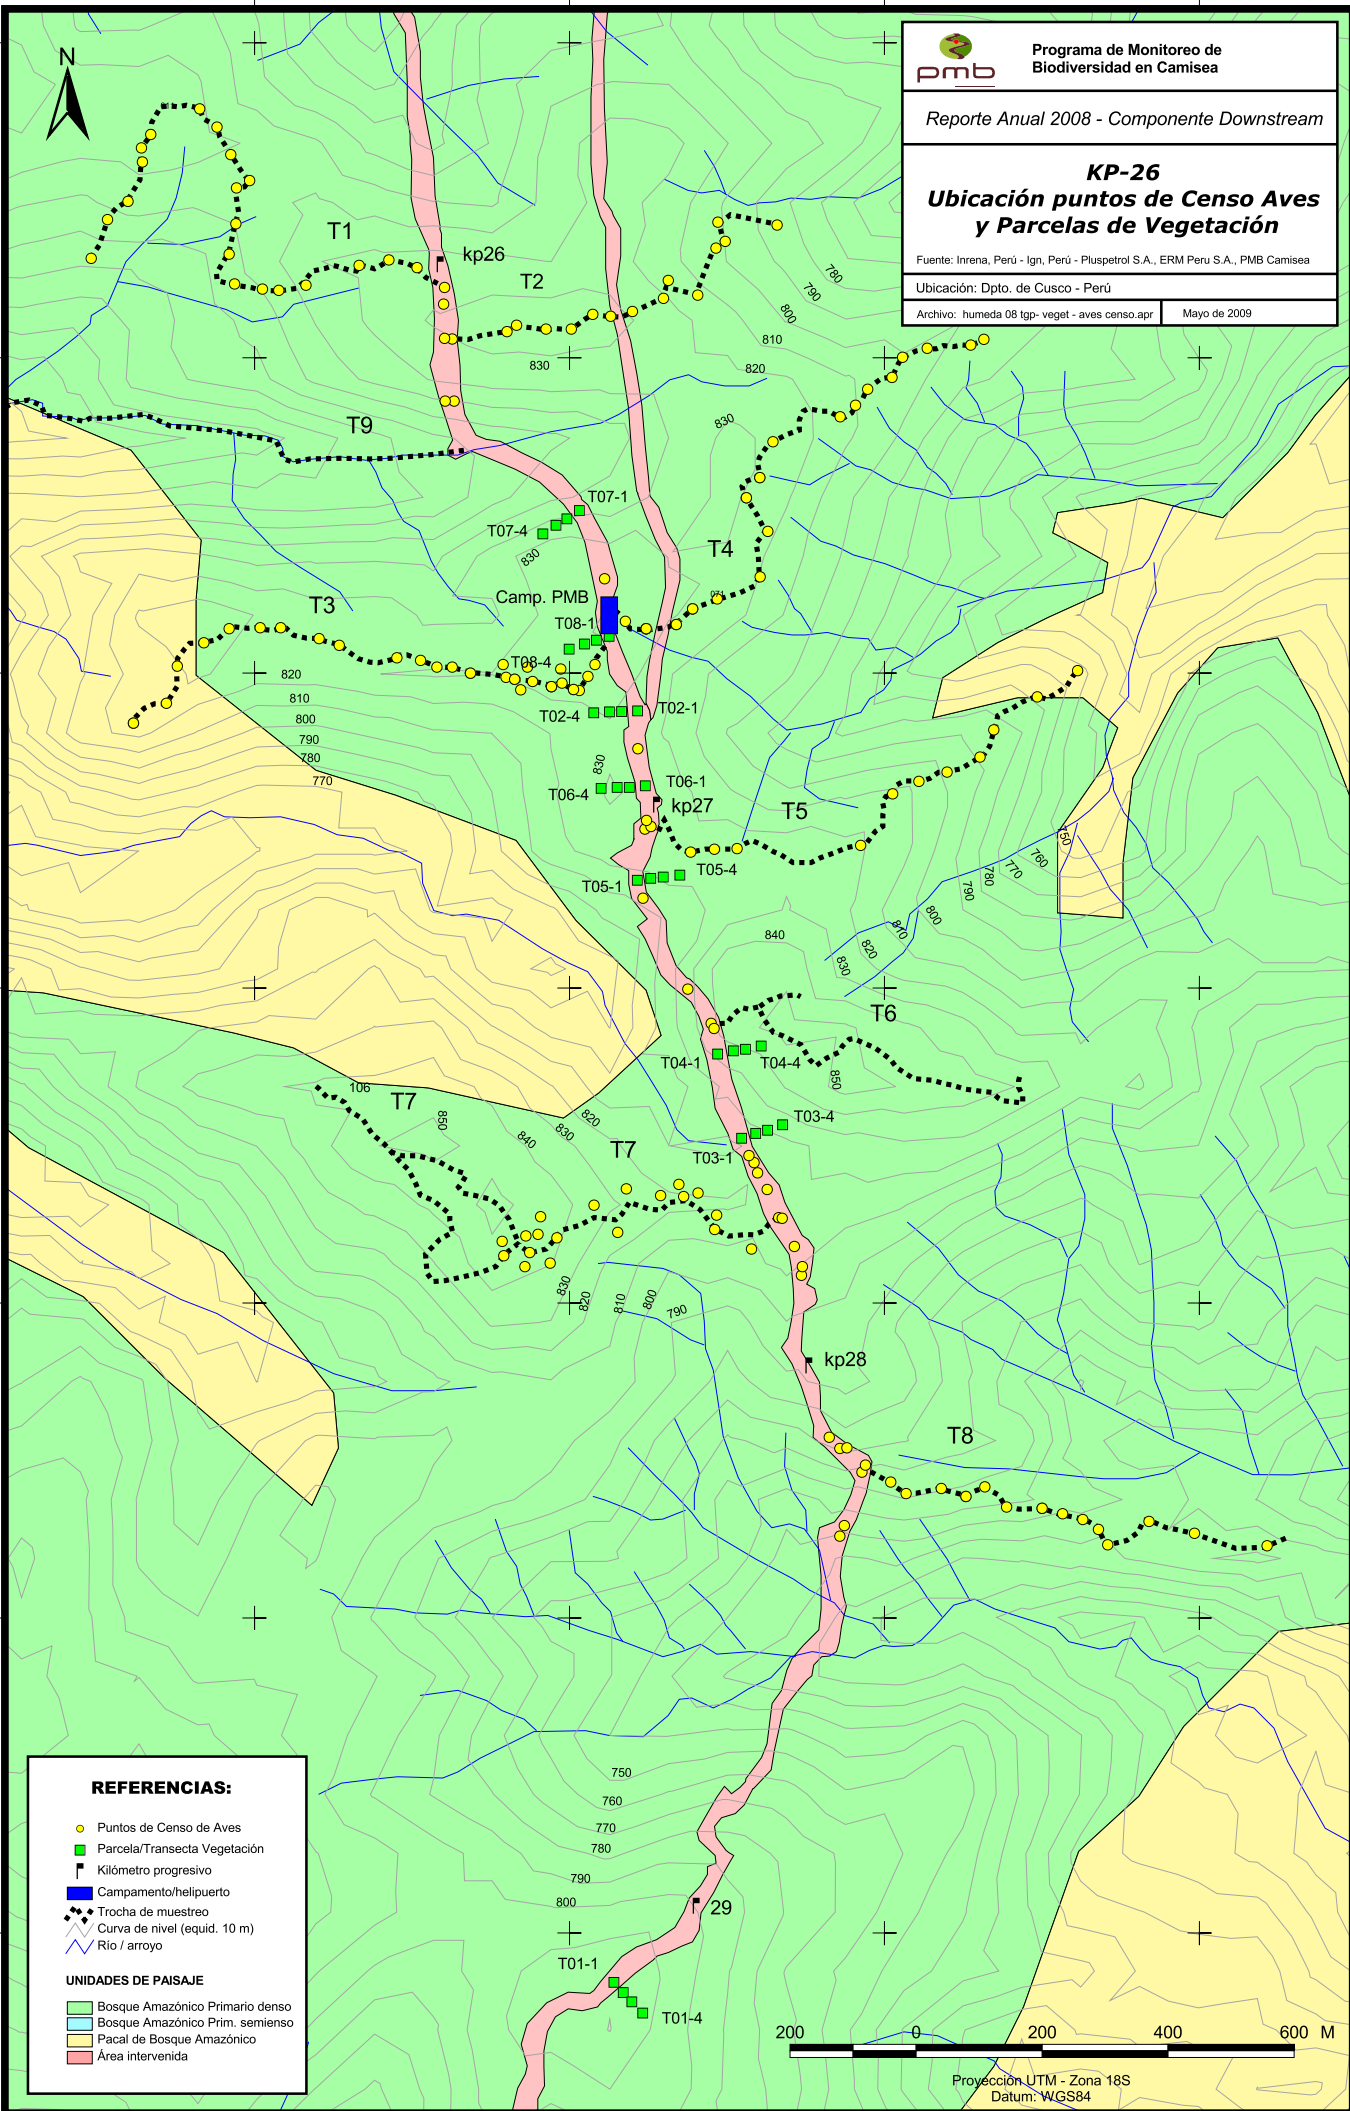 N
pmb
Programa de Monitoreo de
Biodiversidad en Camisea
Reporte Anual 2008 - Componente Downstream
KP-26
Ubicación puntos de Censo Aves
y Parcelas de Vegetación
Fuente: Inrena, Perú - Ign, Perú - Pluspetrol S.A., ERM Peru S.A., PMB Camisea
Ubicación: Dpto. de Cusco - Perú
Archivo: humeda 08 tgp- veget - aves censo.apr
Mayo de 2009
T1
kp26
T2
780
790
800
810
820
830
830
T9
T07-1
T07-4
830
T4
071
Camp. PMB
T3
T08-1
T08-4
820
810
800
790
780
770
T02-4
T02-1
830
T06-4
T06-1
kp27
T5
750
760
770
780
790
800
810
820
830
840
T05-4
T05-1
T6
T04-1
T04-4
850
106
T7
850
840
830
820
T03-4
T03-1
T7
830
820
810
800
790
kp28
T8
750
760
770
780
790
800
29
T01-1
T01-4
REFERENCIAS:
Puntos de Censo de Aves
Parcela/Transecta Vegetación
Kilómetro progresivo
Campamento/helipuerto
Trocha de muestreo
Curva de nivel (equid. 10 m)
Río / arroyo
UNIDADES DE PAISAJE
Bosque Amazónico Primario denso
Bosque Amazónico Prim. semienso
Pacal de Bosque Amazónico
Área intervenida
200 0 200 400 600 M
Proyección UTM - Zona 18S
Datum: WGS84